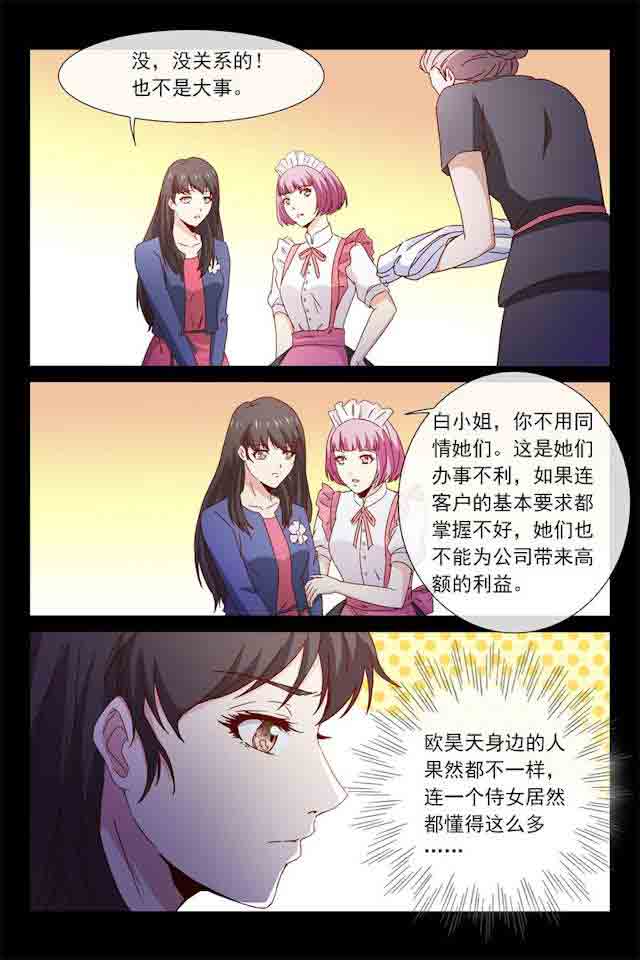 没，没关系的！
也不是大事。
白小姐，你不用同
情她们。这是她们
办事不利，如果连
客户的基本要求都
掌握不好，她们也
不能为公司带来高
额的利益。
欧昊天身边的人
果然都不一样，
连一个侍女居然
都懂得这么多
……